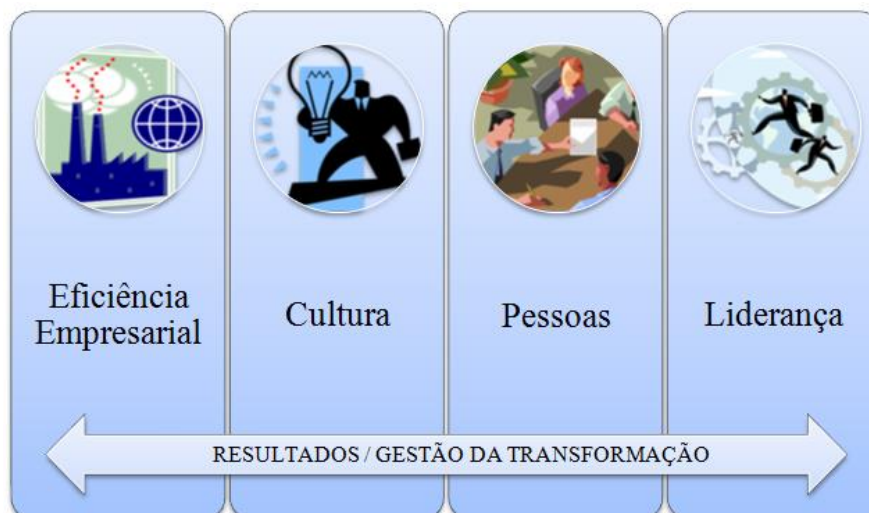 Eficiência
Empresarial
Cultura
Pessoas
Liderança
RESULTADOS / GESTÃO DA TRANSFORMAÇÃO